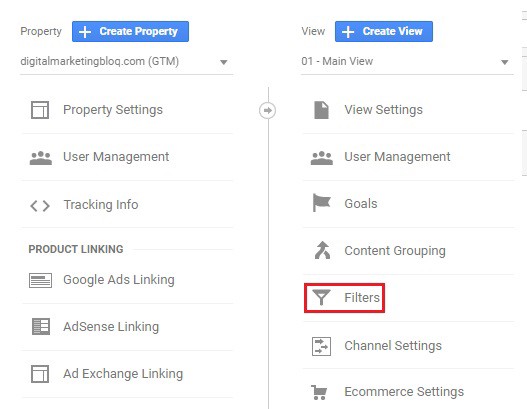 Property + Create Property
digitalmarketingbloq.com (GTM)
Property Settings
User Management
Tracking Info
PRODUCT LINKING
Google Ads Linking
AdSense Linking
Ad Exchange Linking
View + Create View
01 - Main View
View Settings
User Management
Goals
Content Grouping
Filters
Channel Settings
Ecommerce Settings